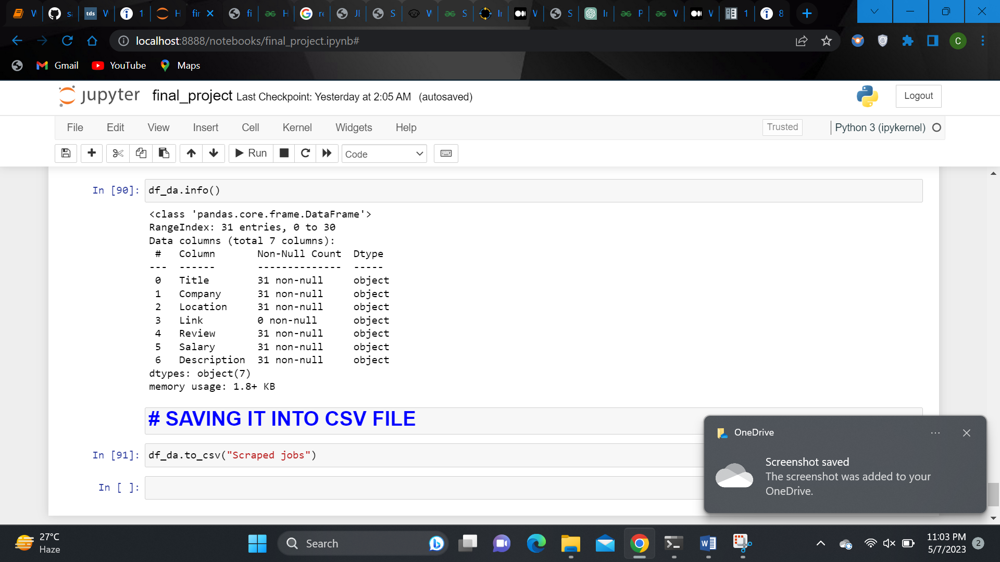 W
s
tds W
1
H
fir
fi
H
re
JI
S
W
S
Ir
W
S
Ir
P
W
W
1
8
localhost:8888/notebooks/final_project.ipynb#
C
Gmail
YouTube
Maps
jupyter
final_project Last Checkpoint: Yesterday at 2:05 AM (autosaved)
Logout
File Edit View Insert Cell Kernel Widgets Help
Trusted
Python 3 (ipykernel)
Run
Code
In [90]: df_da.info()
<class 'pandas.core.frame.DataFrame'>
RangeIndex: 31 entries, 0 to 30
Data columns (total 7 columns):
# Column Non-Null Count Dtype
--- ------ -------------- -----
0 Title 31 non-null object
1 Company 31 non-null object
2 Location 31 non-null object
3 Link 0 non-null object
4 Review 31 non-null object
5 Salary 31 non-null object
6 Description 31 non-null object
dtypes: object(7)
memory usage: 1.8+ KB
# SAVING IT INTO CSV FILE
In [91]: df_da.to_csv("Scraped jobs")
In [ ]:
OneDrive
Screenshot saved
The screenshot was added to your
OneDrive.
27°C
Haze
Search
11:03 PM
5/7/2023
2